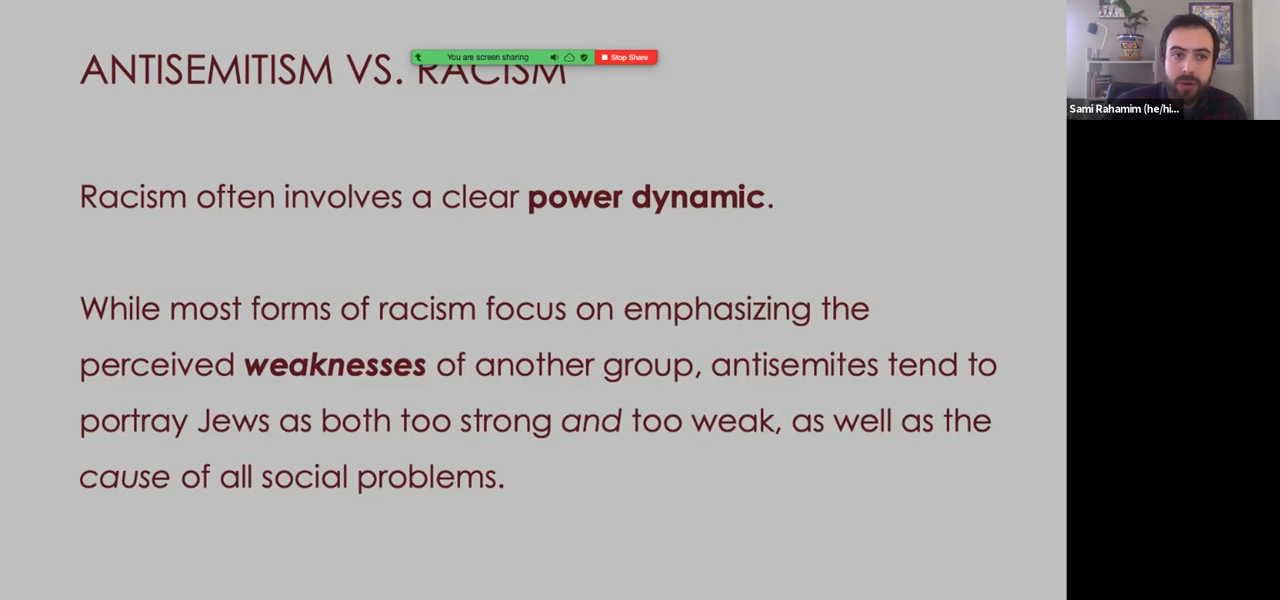 ANTISEMITISM VS. RACISM
You are screen sharing
Stop Share
Racism often involves a clear power dynamic.
While most forms of racism focus on emphasizing the
perceived weaknesses of another group, antisemites tend to
portray Jews as both too strong and too weak, as well as the
cause of all social problems.
Sami Rahamim (he/hi...